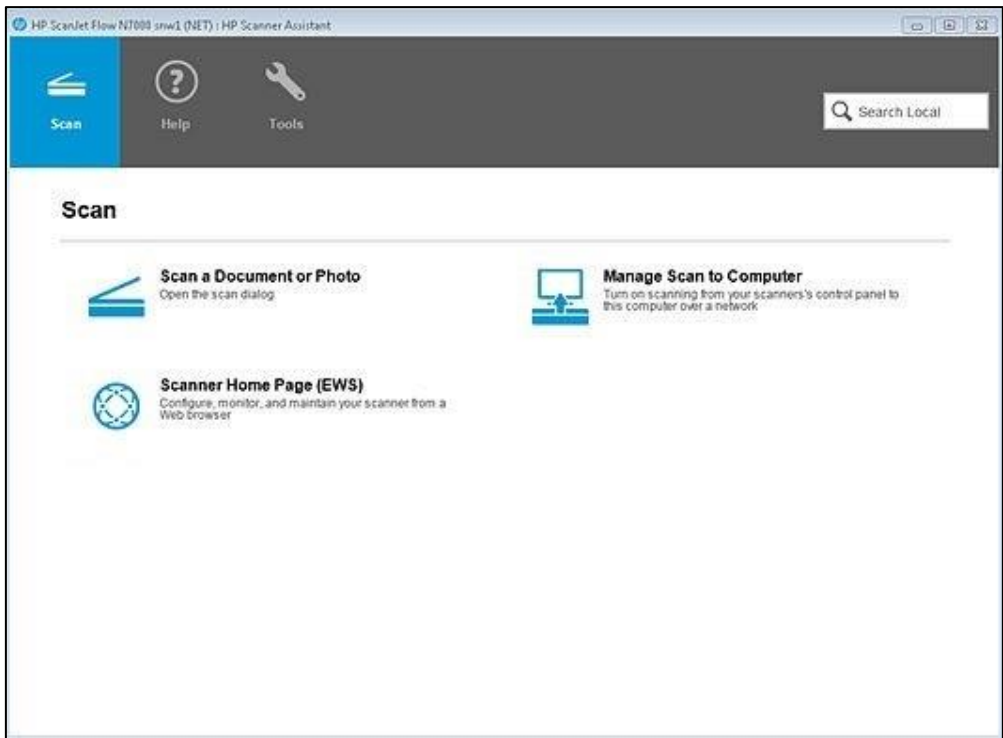 HP ScanJet Flow N7000 snw1 (NET) : HP Scanner Assistant
Scan
Help
Tools
Search Local
Scan
Scan a Document or Photo
Open the scan dialog
Manage Scan to Computer
Turn on scanning from your scanners's control panel to
this computer over a network
Scanner Home Page (EWS)
Configure, monitor, and maintain your scanner from a
Web browser